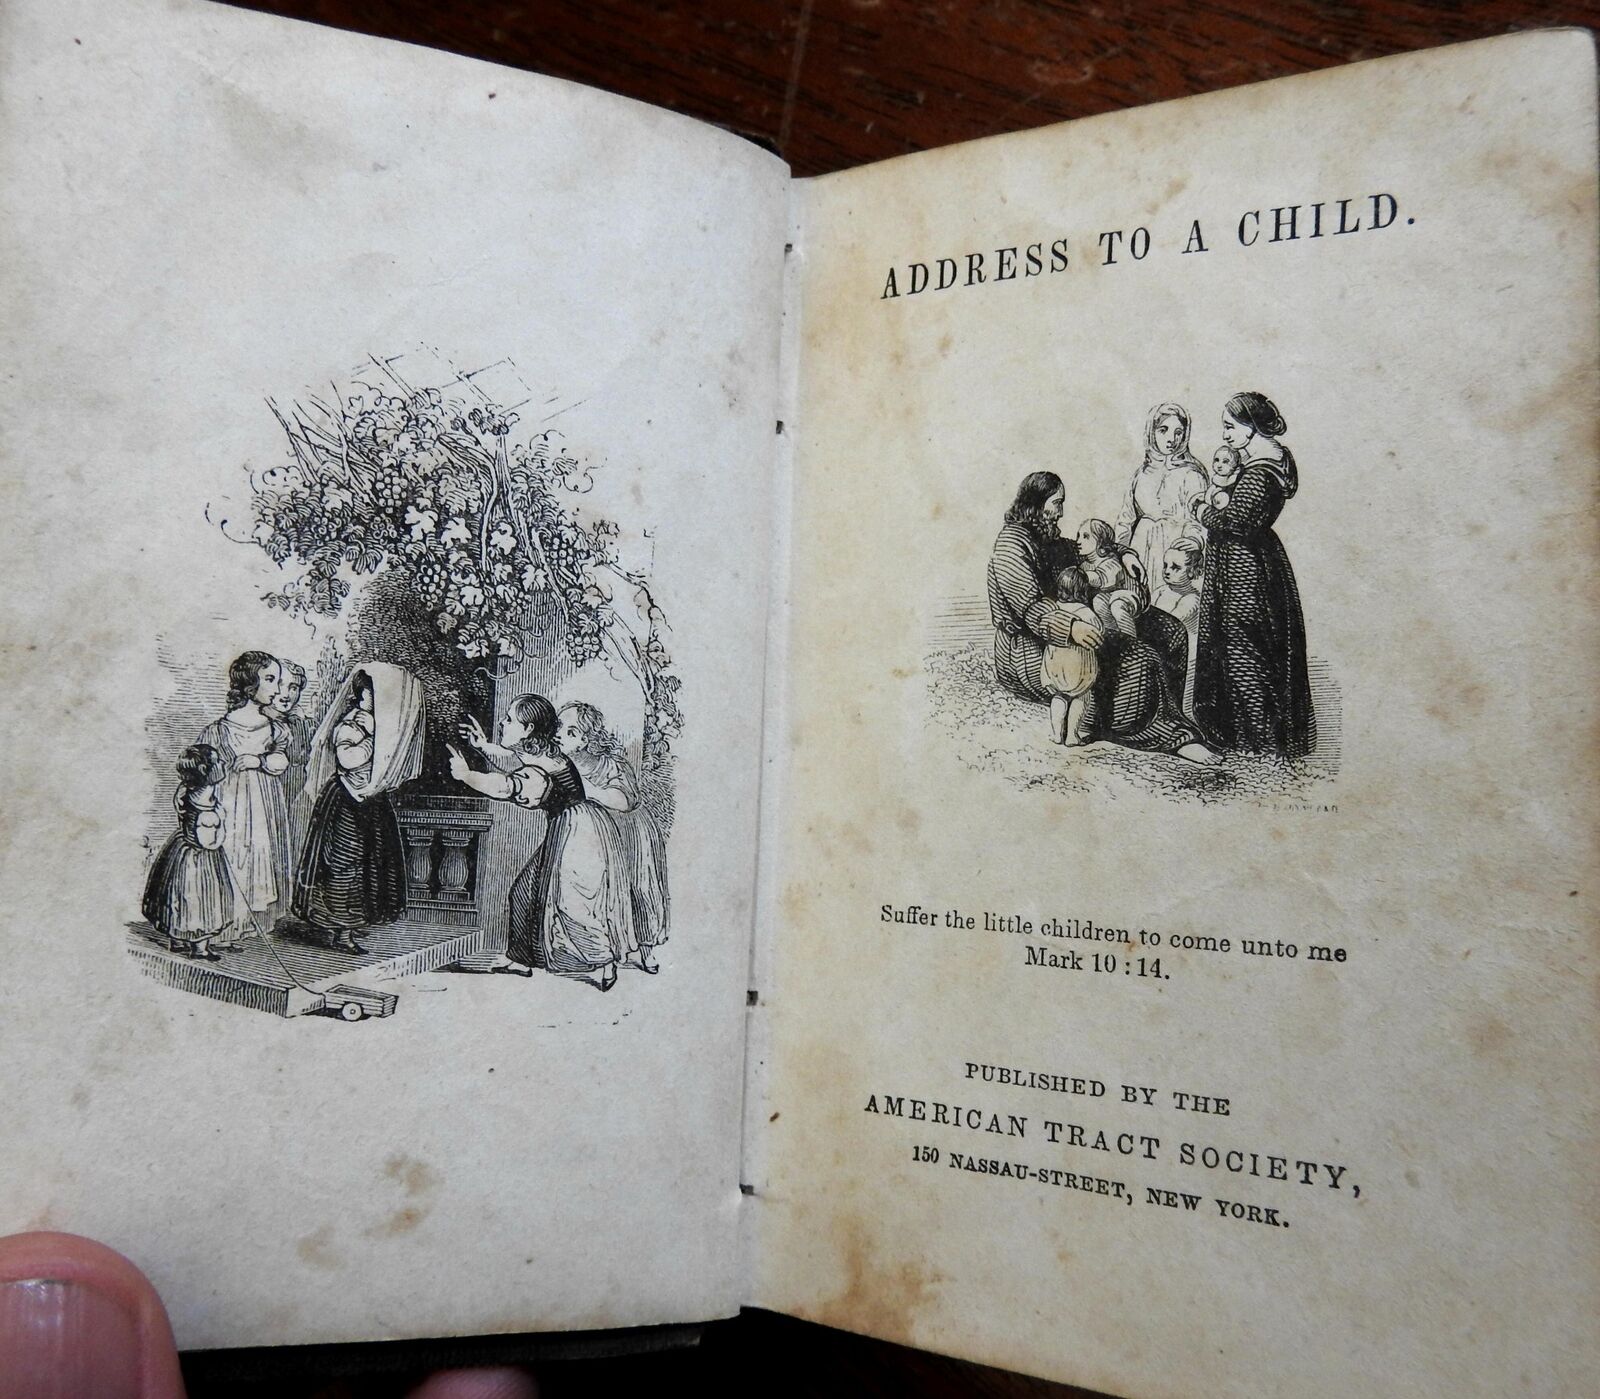 ADDRESS TO A CHILD.
Suffer the little children to come unto me
Mark 10 : 14.
PUBLISHED BY THE
AMERICAN TRACT SOCIETY,
150 NASSAU-STREET, NEW YORK.